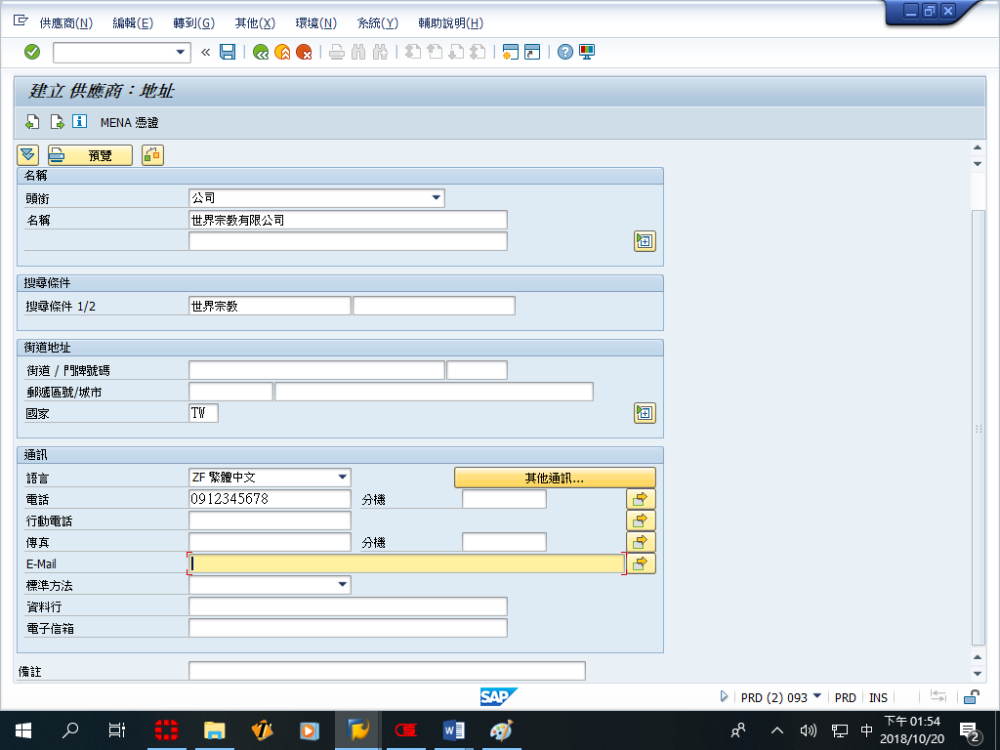 供應商(N) 編輯(E) 轉到(G) 其他(X) 環境(N) 系統(Y) 輔助說明(H)
建立 供應商：地址
MENA 憑證
預覽
名稱
頭銜 公司
名稱 世界宗教有限公司
搜尋條件
搜尋條件 1/2 世界宗教
街道地址
街道 / 門牌號碼
郵遞區號/城市
國家 TW
通訊
語言 ZF 繁體中文 其他通訊...
電話 0912345678 分機
行動電話
傳真 分機
E-Mail
標準方法
資料行
電子信箱
備註
SAP
PRD (2) 093 PRD INS
中 下午 01:54
2018/10/20 2